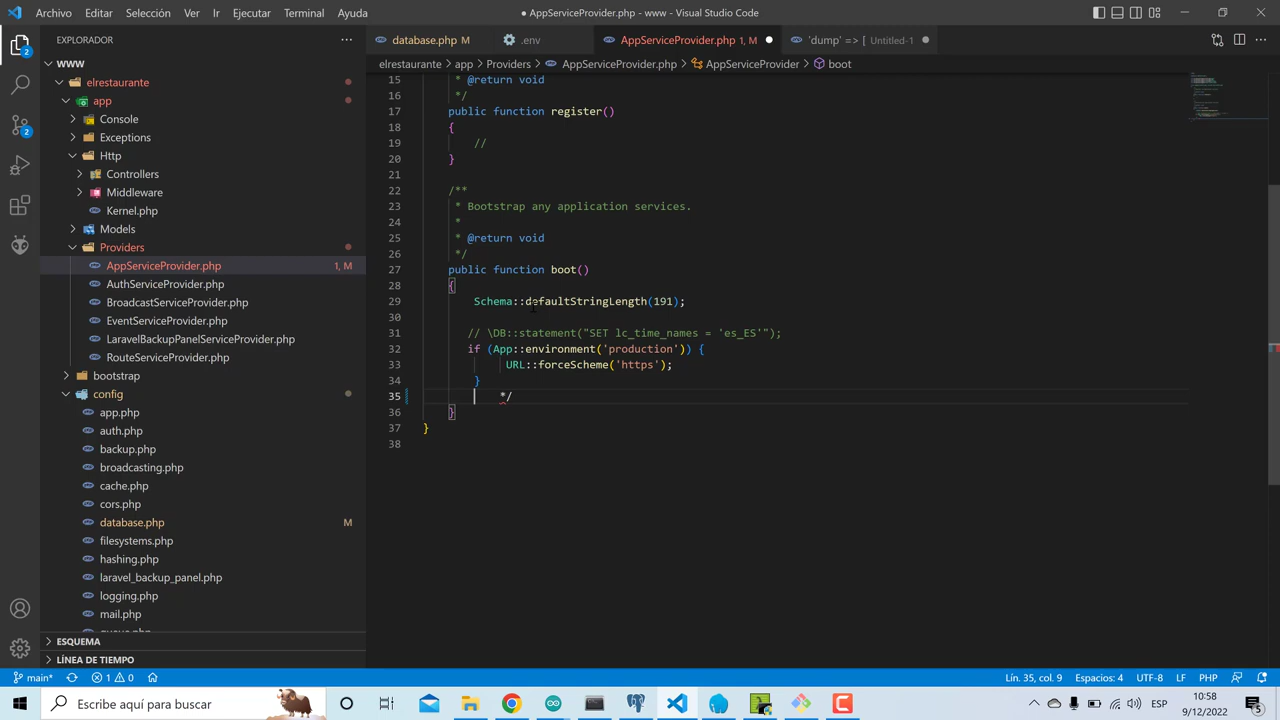 Archivo Editar Selección Ver Ir Ejecutar Terminal Ayuda
● AppServiceProvider.php - www - Visual Studio Code
EXPLORADOR
database.php M
.env
AppServiceProvider.php 1, M
'dump' => [ Untitled-1
elrestaurante > app > Providers > AppServiceProvider.php > AppServiceProvider > boot
WWW
elrestaurante
app
Console
Exceptions
Http
Controllers
Middleware
Kernel.php
Models
Providers
AppServiceProvider.php 1, M
AuthServiceProvider.php
BroadcastServiceProvider.php
EventServiceProvider.php
LaravelBackupPanelServiceProvider.php
RouteServiceProvider.php
bootstrap
config
app.php
auth.php
backup.php
broadcasting.php
cache.php
cors.php
database.php M
filesystems.php
hashing.php
laravel_backup_panel.php
logging.php
mail.php
ESQUEMA
LÍNEA DE TIEMPO
15 * @return void
16 */
17 public function register()
18 {
19 //
20 }
21
22 /**
23 * Bootstrap any application services.
24 *
25 * @return void
26 */
27 public function boot()
28 {
29 Schema::defaultStringLength(191);
30
31 // \DB::statement("SET lc_time_names = 'es_ES'");
32 if (App::environment('production')) {
33 URL::forceScheme('https');
34 }
35 */
36 }
37 }
38
main* 1 0
Lín. 35, col. 9 Espacios: 4 UTF-8 LF PHP
Escribe aquí para buscar
ESP
10:58
9/12/2022
2
2
3